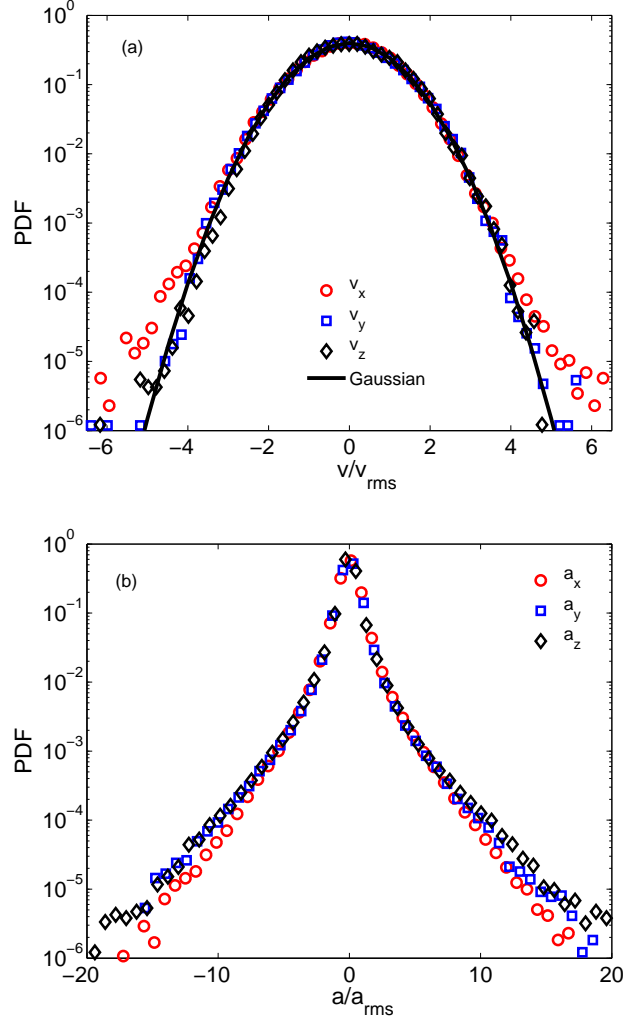 (a)
10^0
10^-1
10^-2
10^-3
10^-4
10^-5
10^-6
PDF
v_x
v_y
v_z
Gaussian
−6 −4 −2 0 2 4 6
v/v_rms
(b)
10^0
10^-1
10^-2
10^-3
10^-4
10^-5
10^-6
PDF
a_x
a_y
a_z
−20 −10 0 10 20
a/a_rms